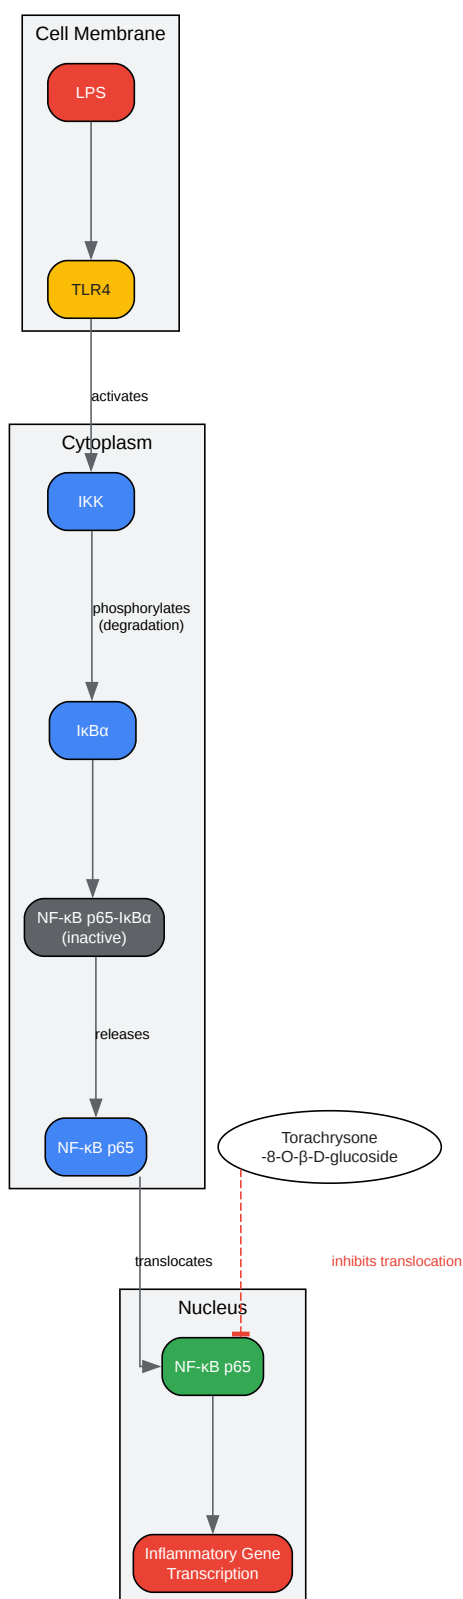 Cell Membrane
LPS
TLR4
activates
Cytoplasm
IKK
phosphorylates
(degradation)
IκBα
NF-κB p65-IκBα
(inactive)
releases
NF-κB p65
Torachrysone
-8-O-β-D-glucoside
translocates
inhibits translocation
Nucleus
NF-κB p65
Inflammatory Gene
Transcription